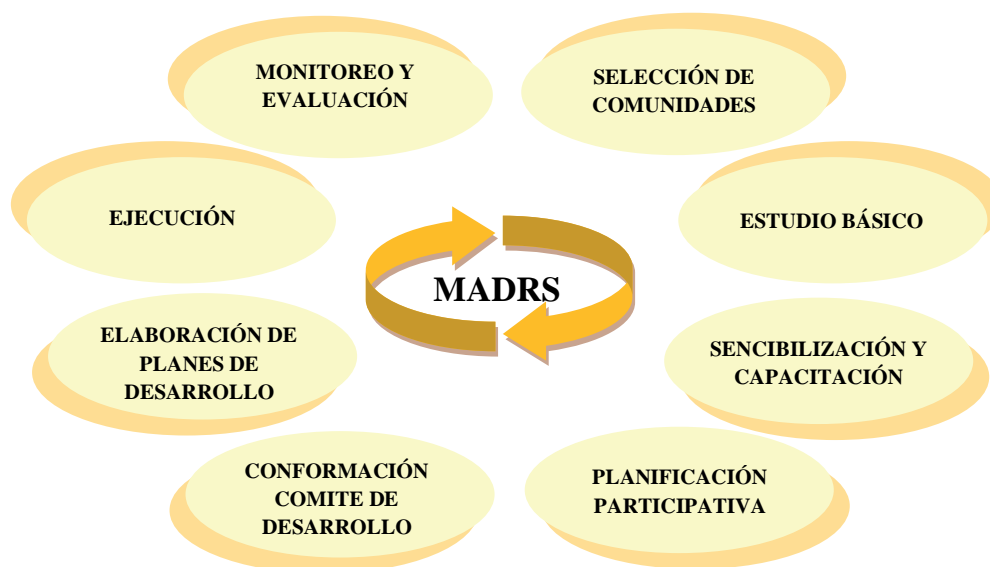 MONITOREO Y
EVALUACIÓN
SELECCIÓN DE
COMUNIDADES
EJECUCIÓN
ESTUDIO BÁSICO
MADRS
ELABORACIÓN DE
PLANES DE
DESARROLLO
SENCIBILIZACIÓN Y
CAPACITACIÓN
CONFORMACIÓN
COMITE DE
DESARROLLO
PLANIFICACIÓN
PARTICIPATIVA